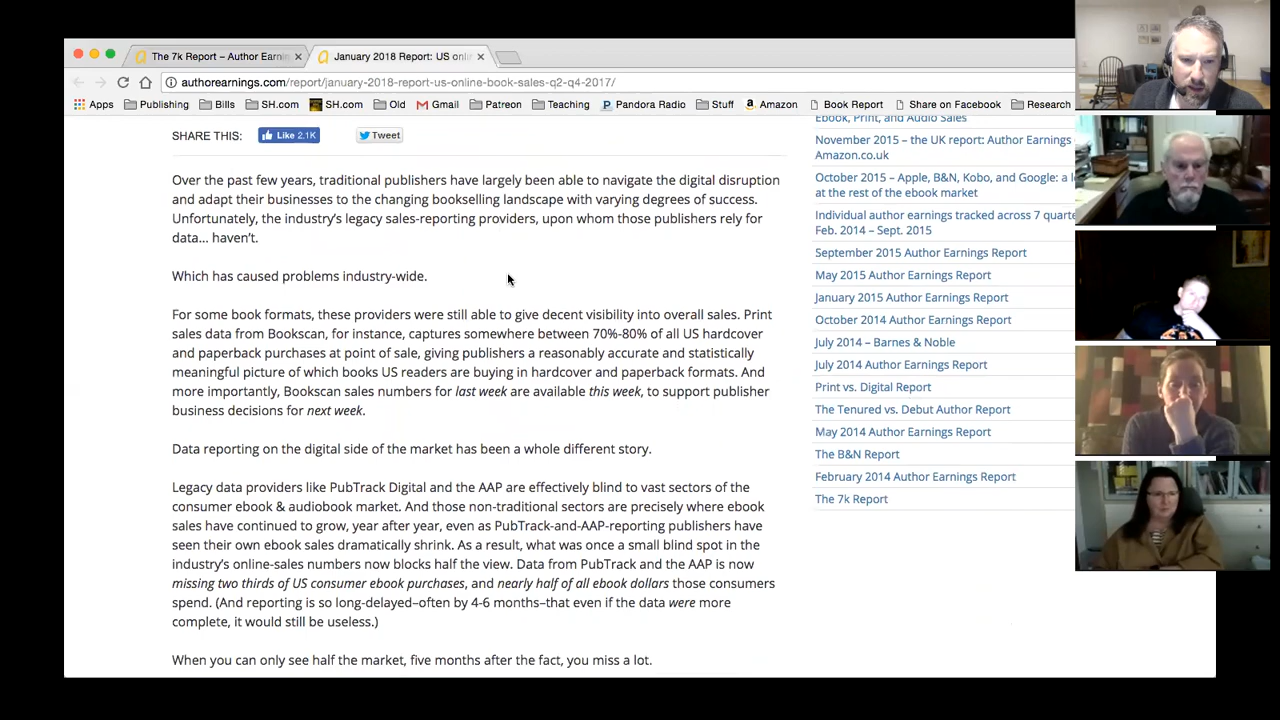 The 7k Report – Author Earnin
January 2018 Report: US onli
authorearnings.com/report/january-2018-report-us-online-book-sales-q2-q4-2017/
Apps Publishing Bills SH.com SH.com Old Gmail Patreon Teaching Pandora Radio Stuff Amazon Book Report Share on Facebook Research
SHARE THIS: Like 2.1K Tweet
Over the past few years, traditional publishers have largely been able to navigate the digital disruption
and adapt their businesses to the changing bookselling landscape with varying degrees of success.
Unfortunately, the industry's legacy sales-reporting providers, upon whom those publishers rely for
data… haven't.
Which has caused problems industry-wide.
For some book formats, these providers were still able to give decent visibility into overall sales. Print
sales data from Bookscan, for instance, captures somewhere between 70%-80% of all US hardcover
and paperback purchases at point of sale, giving publishers a reasonably accurate and statistically
meaningful picture of which books US readers are buying in hardcover and paperback formats. And
more importantly, Bookscan sales numbers for last week are available this week, to support publisher
business decisions for next week.
Data reporting on the digital side of the market has been a whole different story.
Legacy data providers like PubTrack Digital and the AAP are effectively blind to vast sectors of the
consumer ebook & audiobook market. And those non-traditional sectors are precisely where ebook
sales have continued to grow, year after year, even as PubTrack-and-AAP-reporting publishers have
seen their own ebook sales dramatically shrink. As a result, what was once a small blind spot in the
industry's online-sales numbers now blocks half the view. Data from PubTrack and the AAP is now
missing two thirds of US consumer ebook purchases, and nearly half of all ebook dollars those consumers
spend. (And reporting is so long-delayed–often by 4-6 months–that even if the data were more
complete, it would still be useless.)
When you can only see half the market, five months after the fact, you miss a lot.
Ebook, Print, and Audio Sales
November 2015 – the UK report: Author Earnings
Amazon.co.uk
October 2015 – Apple, B&N, Kobo, and Google: a l
at the rest of the ebook market
Individual author earnings tracked across 7 quarte
Feb. 2014 – Sept. 2015
September 2015 Author Earnings Report
May 2015 Author Earnings Report
January 2015 Author Earnings Report
October 2014 Author Earnings Report
July 2014 – Barnes & Noble
July 2014 Author Earnings Report
Print vs. Digital Report
The Tenured vs. Debut Author Report
May 2014 Author Earnings Report
The B&N Report
February 2014 Author Earnings Report
The 7k Report